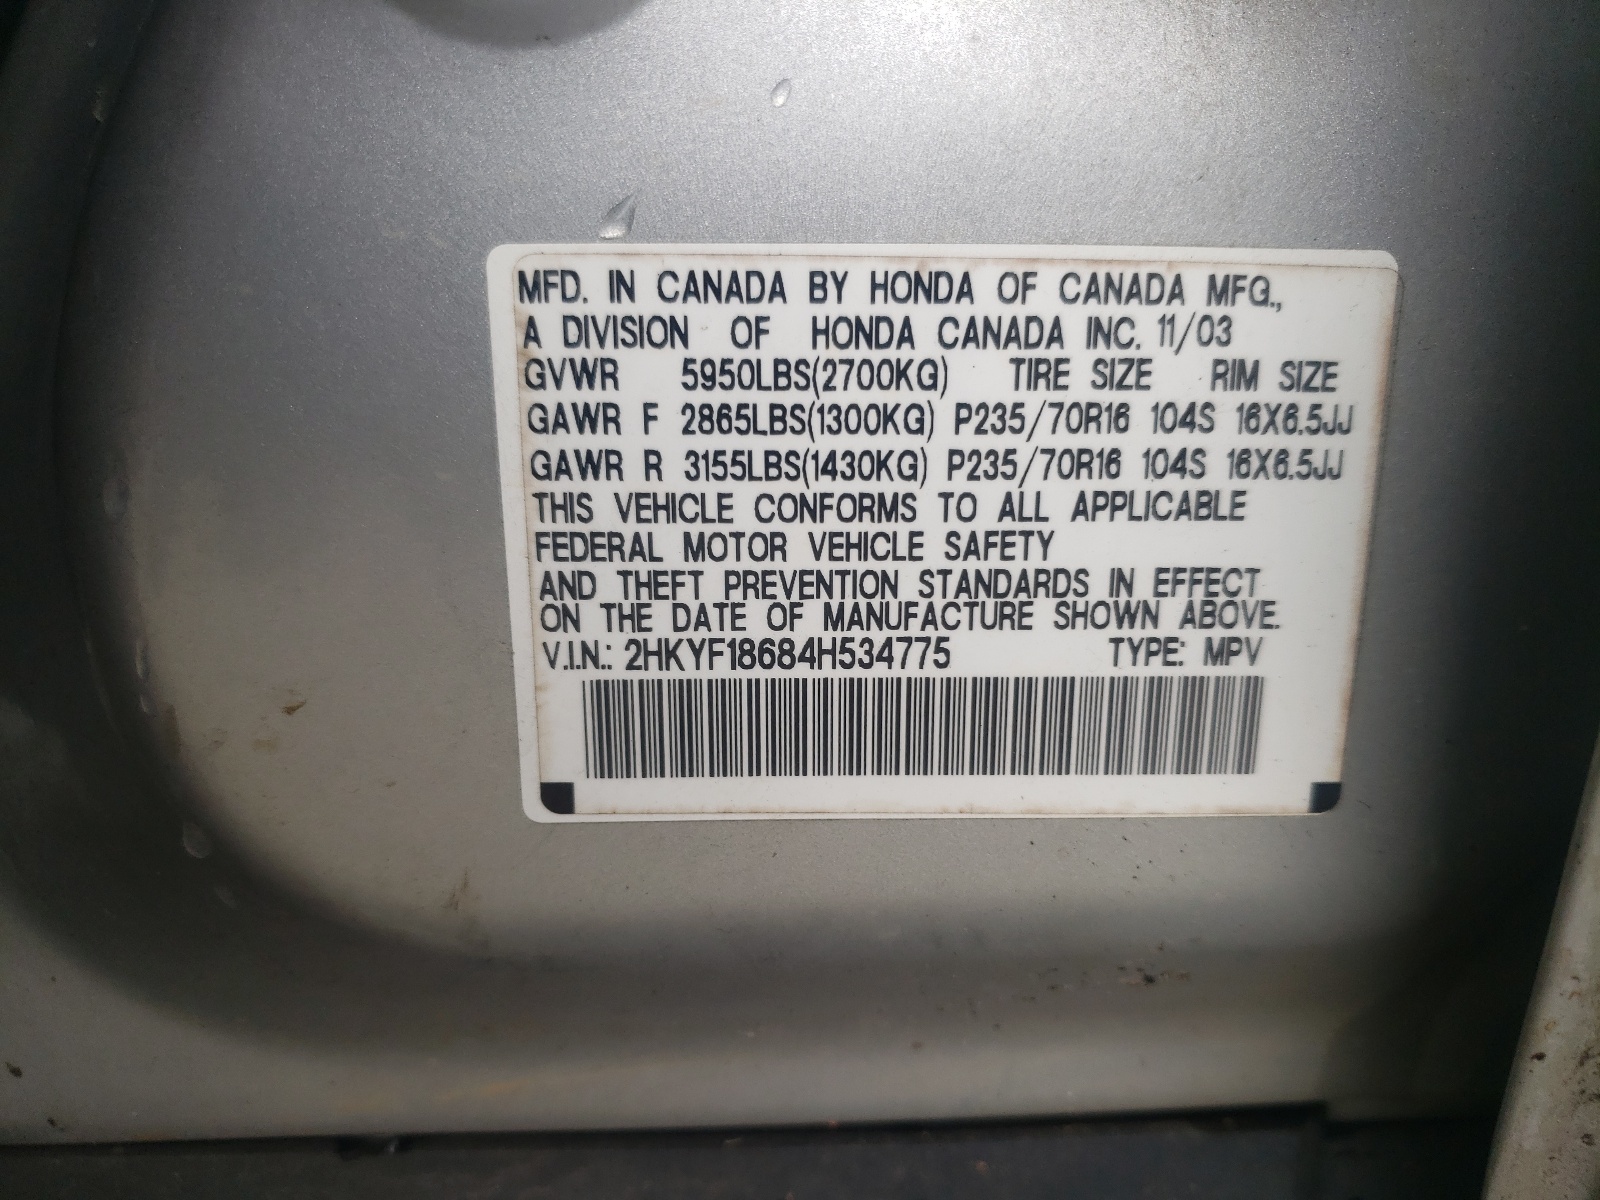 MFD. IN CANADA BY HONDA OF CANADA MFG.,
A DIVISION OF HONDA CANADA INC. 11/03
GVWR 5950LBS(2700KG) TIRE SIZE RIM SIZE
GAWR F 2865LBS(1300KG) P235/70R16 104S 16X6.5JJ
GAWR R 3155LBS(1430KG) P235/70R16 104S 16X6.5JJ
THIS VEHICLE CONFORMS TO ALL APPLICABLE
FEDERAL MOTOR VEHICLE SAFETY
AND THEFT PREVENTION STANDARDS IN EFFECT
ON THE DATE OF MANUFACTURE SHOWN ABOVE.
V.I.N.: 2HKYF18684H534775 TYPE: MPV